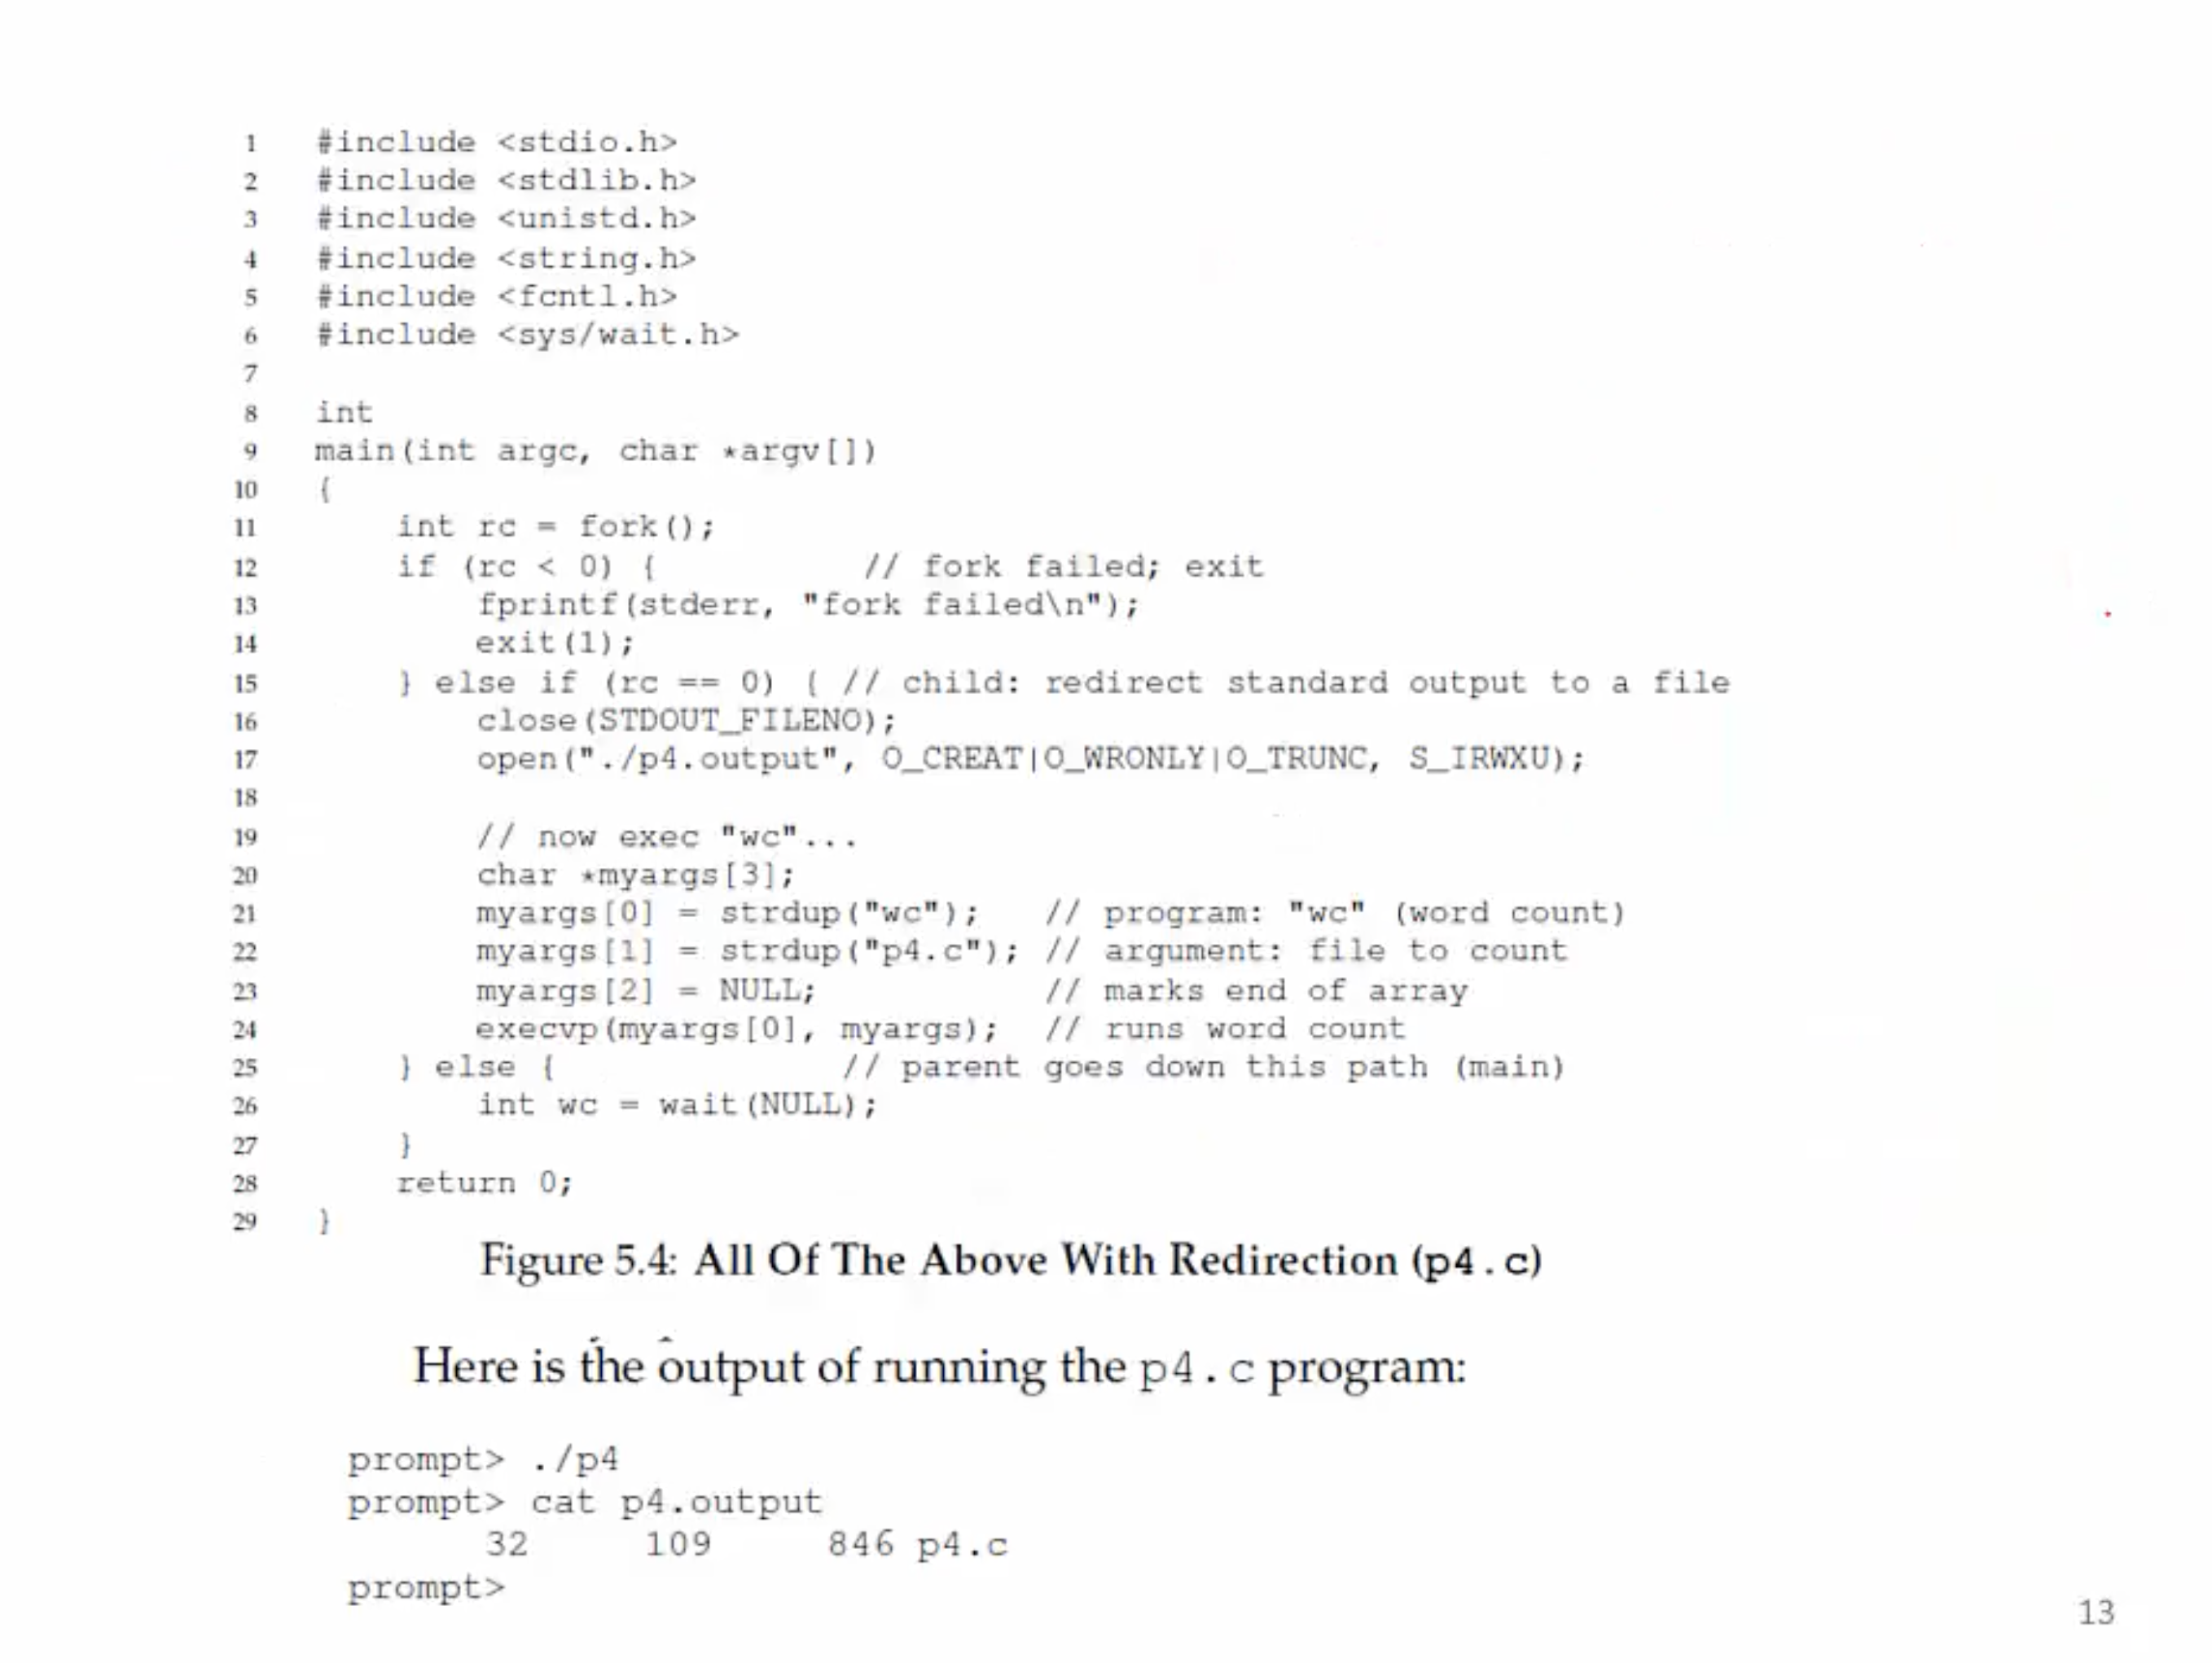 1 #include <stdio.h>
2 #include <stdlib.h>
3 #include <unistd.h>
4 #include <string.h>
5 #include <fcntl.h>
6 #include <sys/wait.h>
7
8 int
9 main(int argc, char *argv[])
10 {
11     int rc = fork();
12     if (rc < 0) {          // fork failed; exit
13         fprintf(stderr, "fork failed\n");
14         exit(1);
15     } else if (rc == 0) { // child: redirect standard output to a file
16         close(STDOUT_FILENO);
17         open("./p4.output", O_CREAT|O_WRONLY|O_TRUNC, S_IRWXU);
18
19         // now exec "wc"...
20         char *myargs[3];
21         myargs[0] = strdup("wc");   // program: "wc" (word count)
22         myargs[1] = strdup("p4.c"); // argument: file to count
23         myargs[2] = NULL;           // marks end of array
24         execvp(myargs[0], myargs);  // runs word count
25     } else {              // parent goes down this path (main)
26         int wc = wait(NULL);
27     }
28     return 0;
29 }
Figure 5.4: All Of The Above With Redirection (p4.c)
Here is the output of running the p4.c program:
prompt> ./p4
prompt> cat p4.output
32 109 846 p4.c
prompt>
13